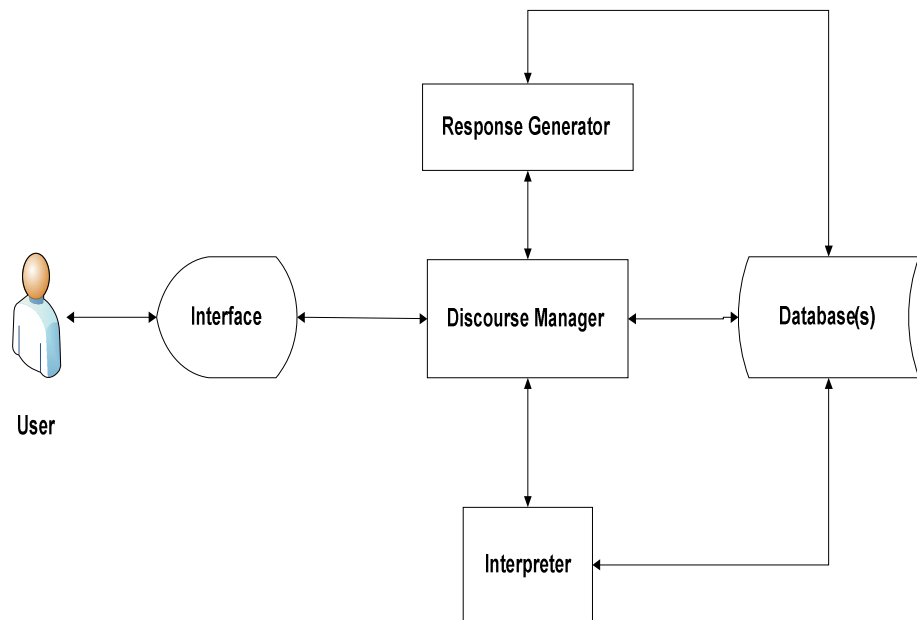 Response Generator
Interface
Discourse Manager
Database(s)
User
Interpreter